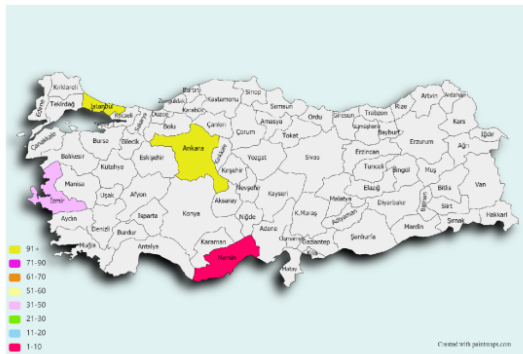 Kırklareli
Edirne
Tekirdağ
İstanbul
Kocaeli
Sakarya
Düzce
Zonguldak
Bartın
Karabük
Kastamonu
Sinop
Samsun
Ordu
Giresun
Trabzon
Rize
Artvin
Ardahan
Kars
Çanakkale
Bursa
Bilecik
Bolu
Çankırı
Çorum
Amasya
Tokat
Gümüşhane
Bayburt
Erzurum
Iğdır
Ağrı
Balıkesir
Kütahya
Eskişehir
Ankara
Kırıkkale
Kırşehir
Yozgat
Sivas
Erzincan
Tunceli
Bingöl
Muş
Bitlis
Van
Manisa
İzmir
Uşak
Afyon
Aksaray
Nevşehir
Kayseri
Malatya
Elazığ
Diyarbakır
Batman
Siirt
Aydın
Denizli
Isparta
Konya
Niğde
K.Maraş
Adıyaman
Mardin
Şırnak
Hakkari
Muğla
Burdur
Antalya
Karaman
Mersin
Adana
Osmaniye
Gaziantep
Kilis
Şanlıurfa
Hatay
91+
71-90
61-70
51-60
31-50
21-30
11-20
1-10
Created with paintmaps.com